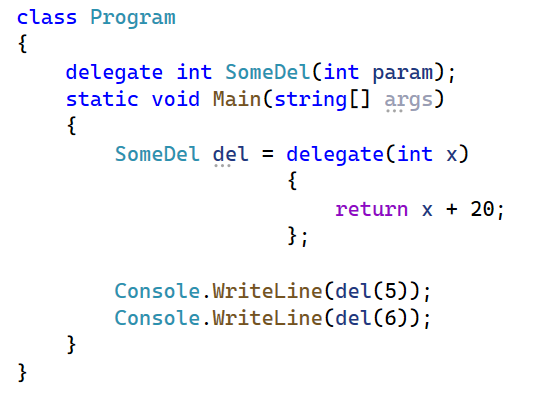 class Program
{
    delegate int SomeDel(int param);
    static void Main(string[] args)
    {
        SomeDel del = delegate(int x)
                      {
                          return x + 20;
                      };

        Console.WriteLine(del(5));
        Console.WriteLine(del(6));
    }
}